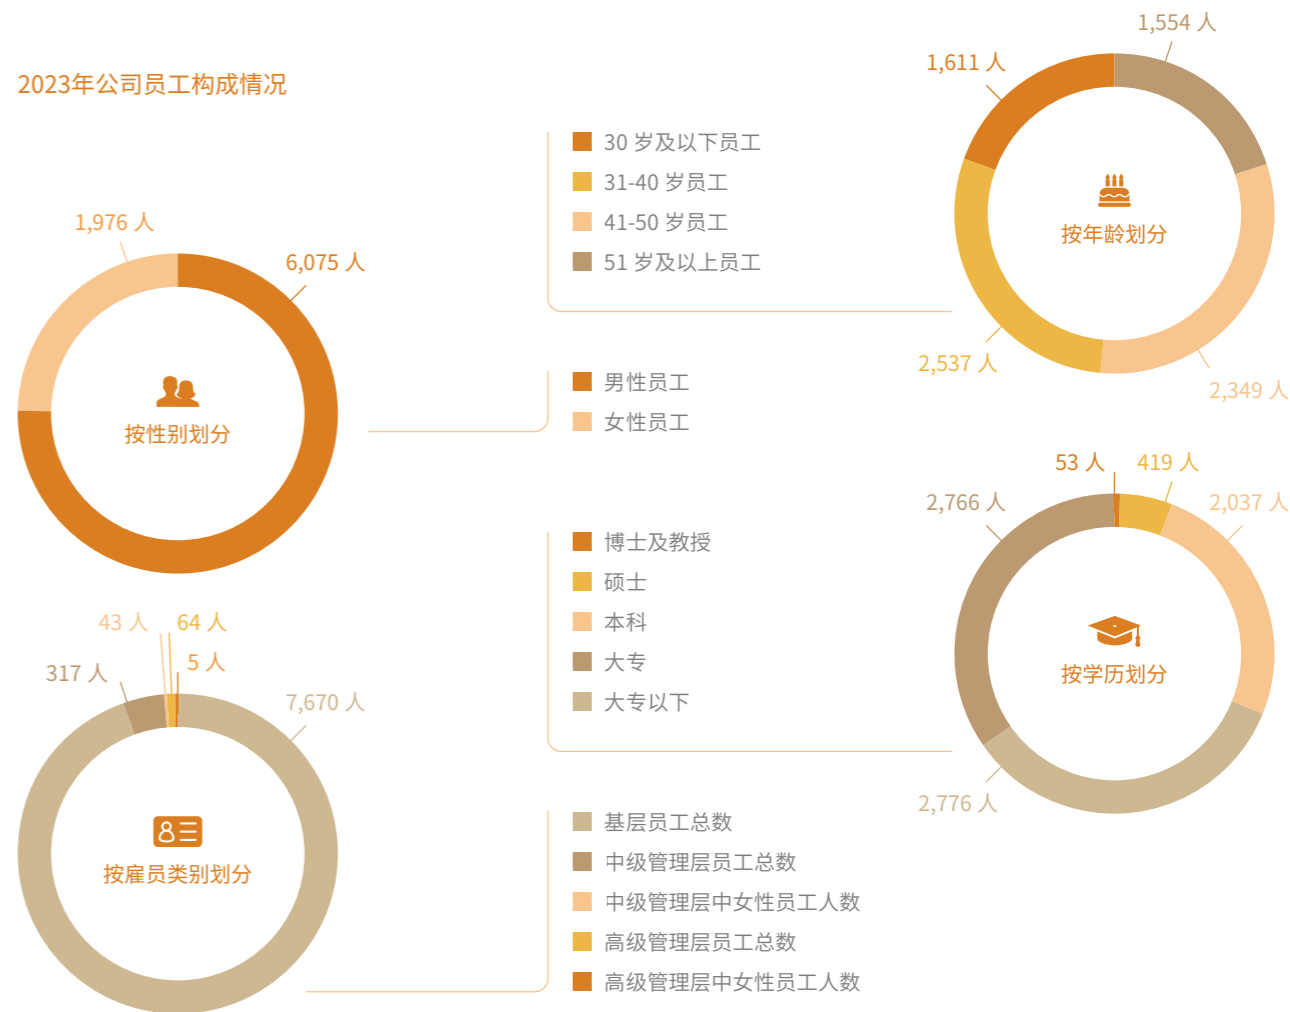 2023年公司员工构成情况
1,976 人
6,075 人
按性别划分
男性员工
女性员工
30 岁及以下员工
31-40 岁员工
41-50 岁员工
51 岁及以上员工
1,554 人
1,611 人
按年龄划分
2,537 人
2,349 人
博士及教授
硕士
本科
大专
大专以下
53 人
419 人
2,766 人
2,037 人
按学历划分
2,776 人
43 人
64 人
317 人
5 人
7,670 人
按雇员类别划分
基层员工总数
中级管理层员工总数
中级管理层中女性员工人数
高级管理层员工总数
高级管理层中女性员工人数